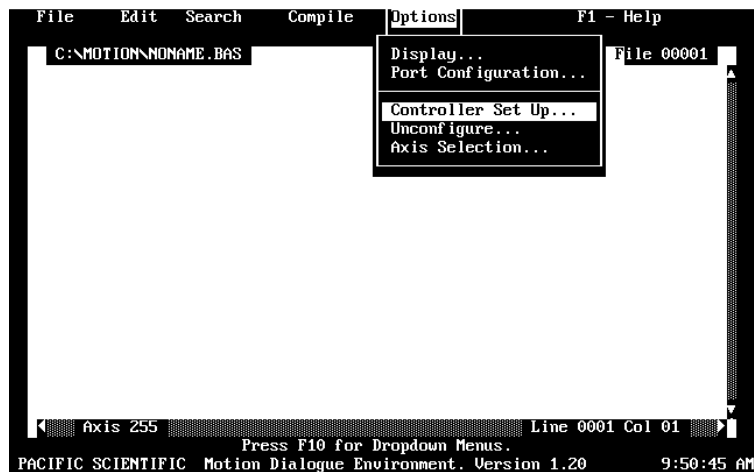 File Edit Search Compile Options F1 - Help
C:\MOTION\NONAME.BAS File 00001
Display...
Port Configuration...
Controller Set Up...
Unconfigure...
Axis Selection...
Axis 255 Line 0001 Col 01
Press F10 for Dropdown Menus.
PACIFIC SCIENTIFIC Motion Dialogue Environment. Version 1.20 9:50:45 AM